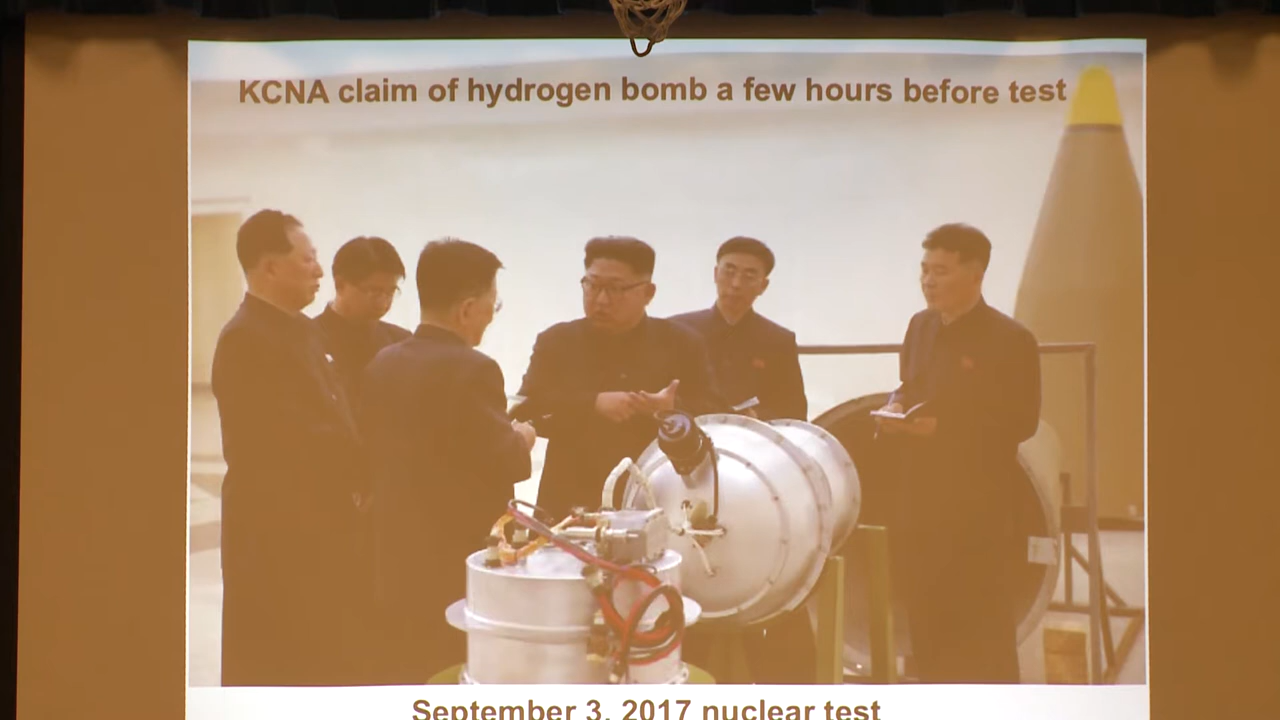 KCNA claim of hydrogen bomb a few hours before test
September 3, 2017 nuclear test